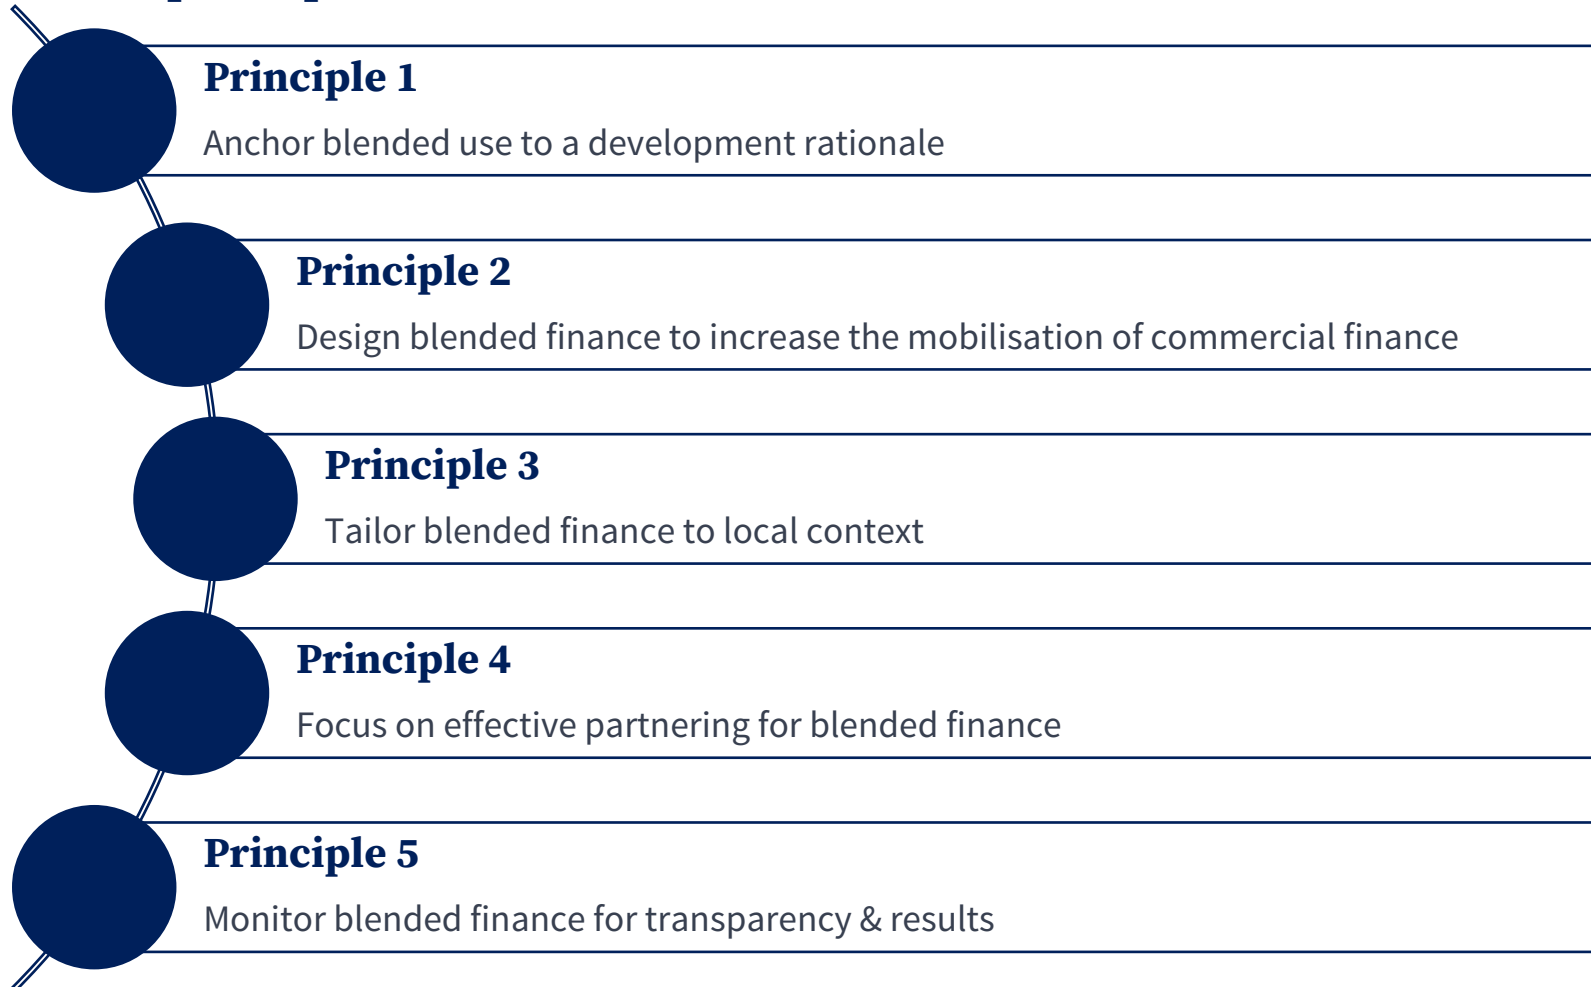 Principle 1
Anchor blended use to a development rationale
Principle 2
Design blended finance to increase the mobilisation of commercial finance
Principle 3
Tailor blended finance to local context
Principle 4
Focus on effective partnering for blended finance
Principle 5
Monitor blended finance for transparency & results